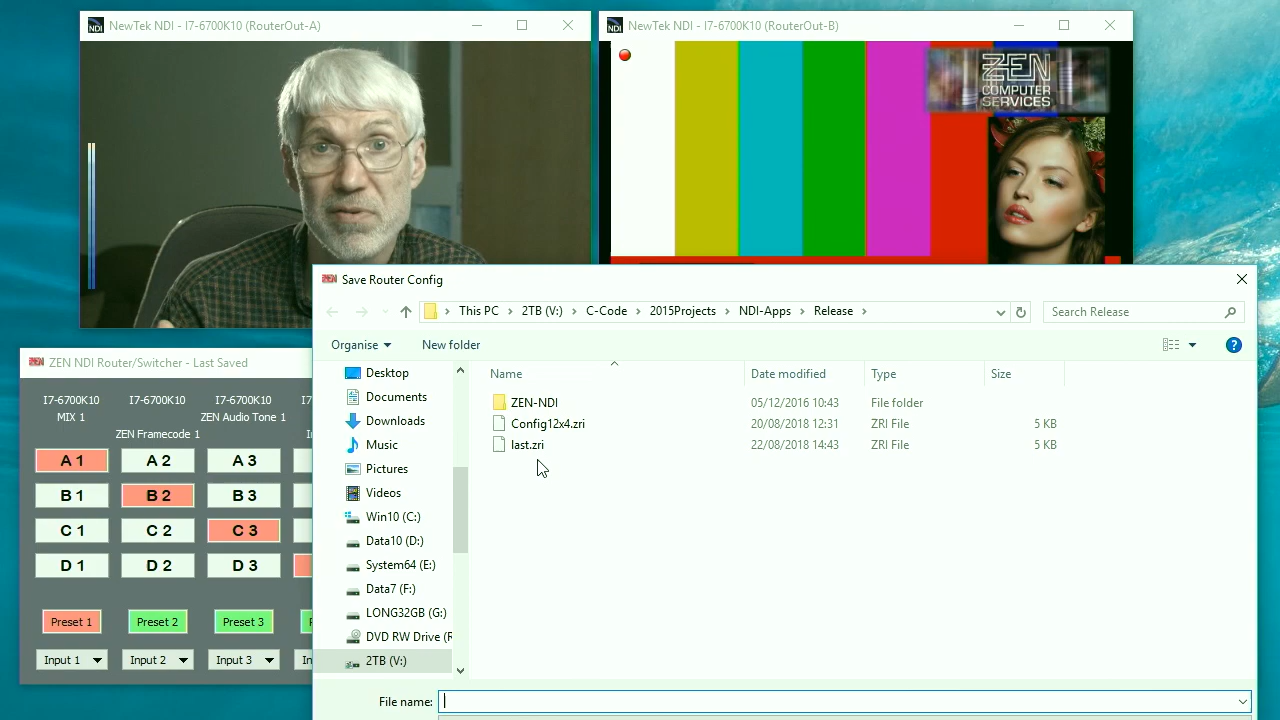 NewTek NDI - I7-6700K10 (RouterOut-A)
NewTek NDI - I7-6700K10 (RouterOut-B)
ZEN
COMPUTER
SERVICES
Save Router Config
This PC > 2TB (V:) > C-Code > 2015Projects > NDI-Apps > Release >
Search Release
Organise
New folder
Name
Date modified
Type
Size
Desktop
Documents
Downloads
Music
Pictures
Videos
Win10 (C:)
Data10 (D:)
System64 (E:)
Data7 (F:)
LONG32GB (G:)
DVD RW Drive (R
2TB (V:)
ZEN-NDI 05/12/2016 10:43 File folder
Config12x4.zri 20/08/2018 12:31 ZRI File 5 KB
last.zri 22/08/2018 14:43 ZRI File 5 KB
File name:
ZEN NDI Router/Switcher - Last Saved
I7-6700K10 I7-6700K10 I7-6700K10 I7
MIX 1 ZEN Audio Tone 1
ZEN Framecode 1
A 1 A 2 A 3
B 1 B 2 B 3
C 1 C 2 C 3
D 1 D 2 D 3
Preset 1 Preset 2 Preset 3
Input 1 Input 2 Input 3 In